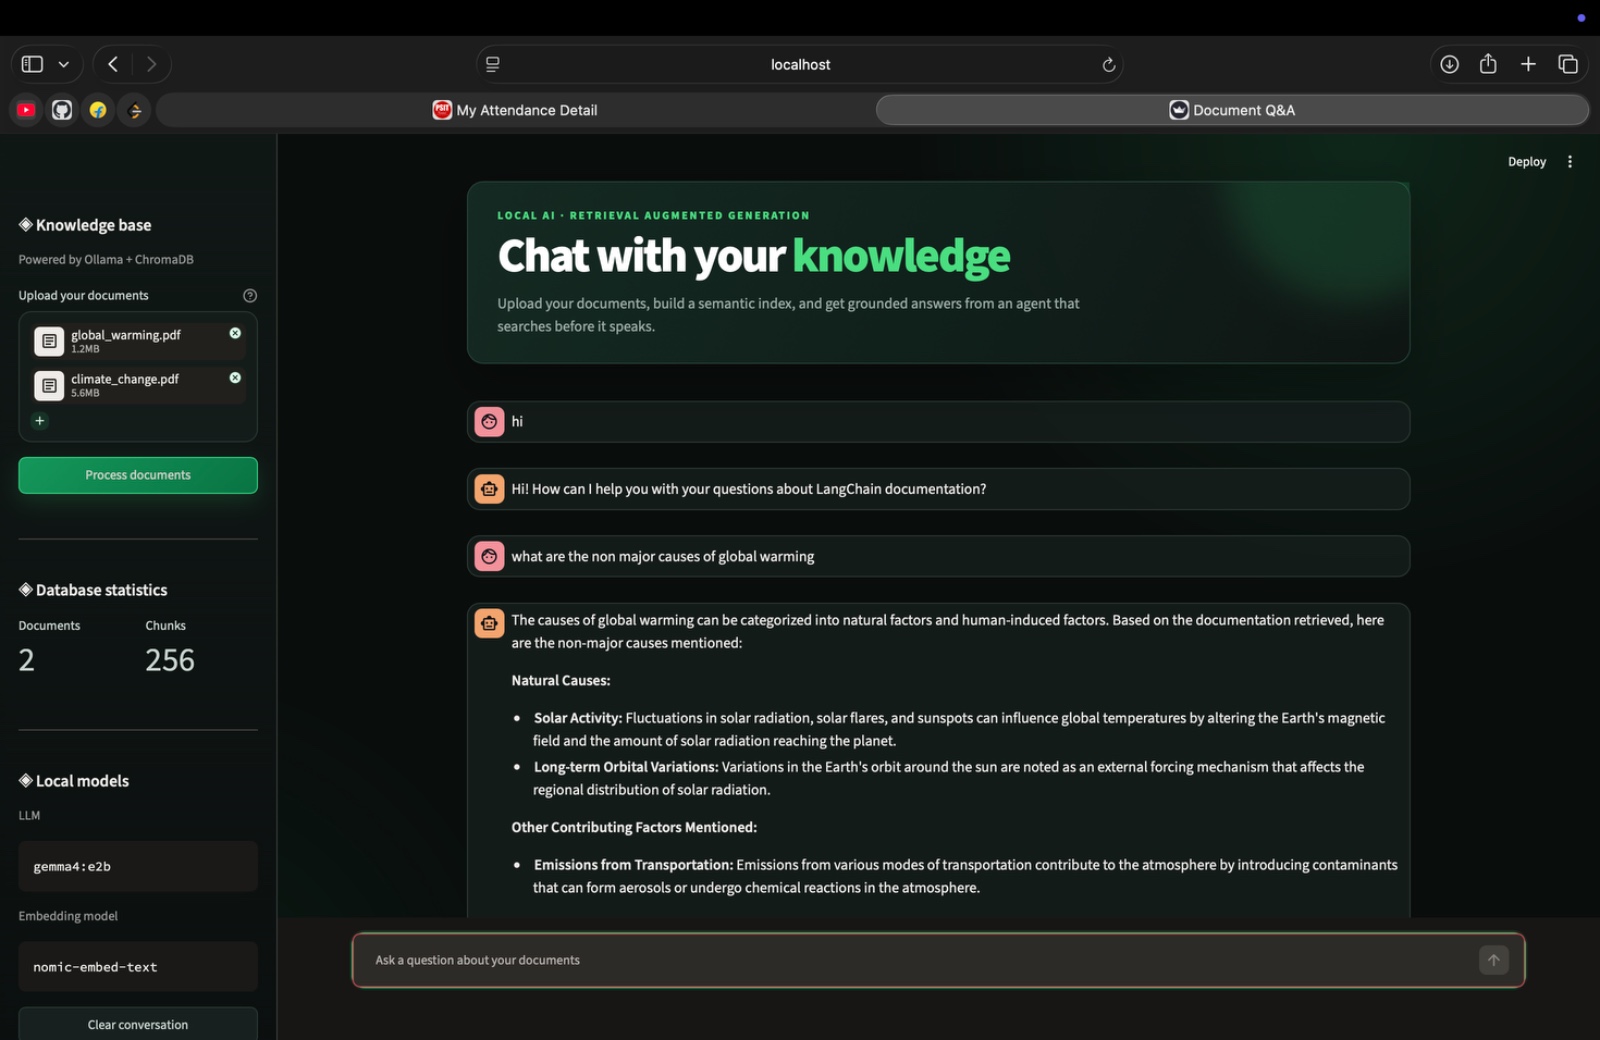 localhost
My Attendance Detail
Document Q&A
Deploy
Knowledge base
Powered by Ollama + ChromaDB
Upload your documents
global_warming.pdf
1.2MB
climate_change.pdf
5.6MB
Process documents
Database statistics
Documents
Chunks
2
256
Local models
LLM
gemma4:e2b
Embedding model
nomic-embed-text
Clear conversation
LOCAL AI · RETRIEVAL AUGMENTED GENERATION
Chat with your knowledge
Upload your documents, build a semantic index, and get grounded answers from an agent that
searches before it speaks.
hi
Hi! How can I help you with your questions about LangChain documentation?
what are the non major causes of global warming
The causes of global warming can be categorized into natural factors and human-induced factors. Based on the documentation retrieved, here
are the non-major causes mentioned:
Natural Causes:
• Solar Activity: Fluctuations in solar radiation, solar flares, and sunspots can influence global temperatures by altering the Earth's magnetic
field and the amount of solar radiation reaching the planet.
• Long-term Orbital Variations: Variations in the Earth's orbit around the sun are noted as an external forcing mechanism that affects the
regional distribution of solar radiation.
Other Contributing Factors Mentioned:
• Emissions from Transportation: Emissions from various modes of transportation contribute to the atmosphere by introducing contaminants
that can form aerosols or undergo chemical reactions in the atmosphere.
Ask a question about your documents